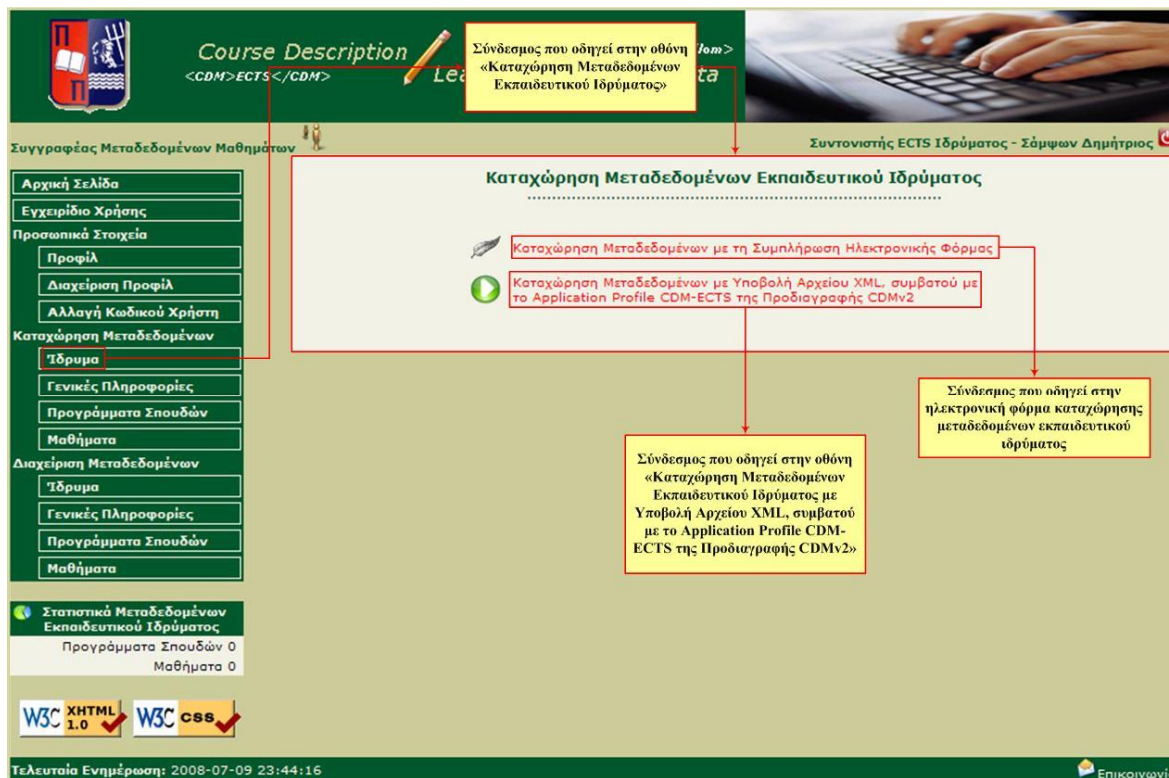 Course Description
<CDM>ECTS</CDM>
Lea
lom>
ta
Σύνδεσμος που οδηγεί στην οθόνη
«Καταχώρηση Μεταδεδομένων
Εκπαιδευτικού Ιδρύματος»
Συγγραφέας Μεταδεδομένων Μαθημάτων
Συντονιστής ECTS Ιδρύματος - Σάμψων Δημήτριος
Αρχική Σελίδα
Εγχειρίδιο Χρήσης
Προσωπικά Στοιχεία
Προφίλ
Διαχείριση Προφίλ
Αλλαγή Κωδικού Χρήστη
Καταχώρηση Μεταδεδομένων
Ίδρυμα
Γενικές Πληροφορίες
Προγράμματα Σπουδών
Μαθήματα
Διαχείριση Μεταδεδομένων
Ίδρυμα
Γενικές Πληροφορίες
Προγράμματα Σπουδών
Μαθήματα
Στατιστικά Μεταδεδομένων
Εκπαιδευτικού Ιδρύματος
Προγράμματα Σπουδών 0
Μαθήματα 0
W3C XHTML 1.0
W3C css
Καταχώρηση Μεταδεδομένων Εκπαιδευτικού Ιδρύματος
Καταχώρηση Μεταδεδομένων με τη Συμπλήρωση Ηλεκτρονικής Φόρμας
Καταχώρηση Μεταδεδομένων με Υποβολή Αρχείου XML, συμβατού με
το Application Profile CDM-ECTS της Προδιαγραφής CDMv2
Σύνδεσμος που οδηγεί στην
ηλεκτρονική φόρμα καταχώρησης
μεταδεδομένων εκπαιδευτικού
ιδρύματος
Σύνδεσμος που οδηγεί στην οθόνη
«Καταχώρηση Μεταδεδομένων
Εκπαιδευτικού Ιδρύματος με
Υποβολή Αρχείου XML, συμβατού
με το Application Profile CDM-
ECTS της Προδιαγραφής CDMv2»
Τελευταία Ενημέρωση: 2008-07-09 23:44:16
Επικοινωνί